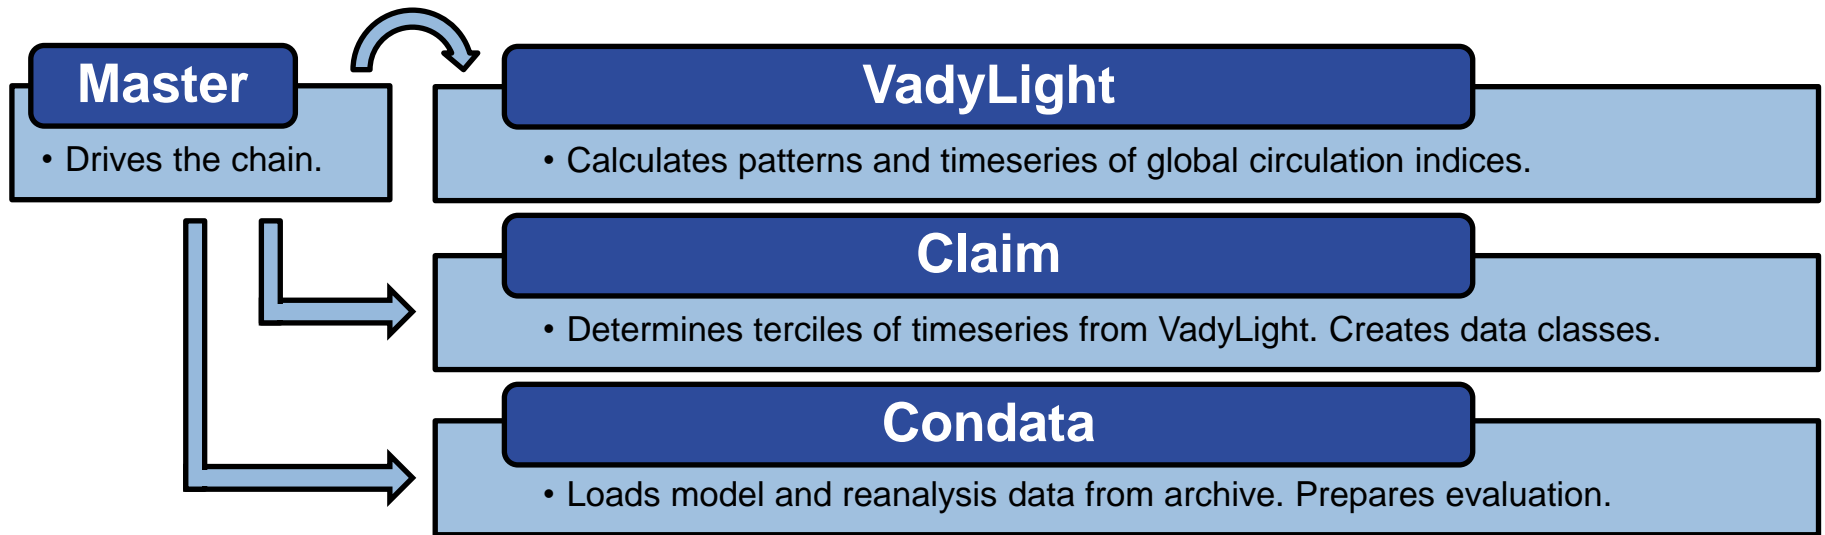 Master
• Drives the chain.
VadyLight
• Calculates patterns and timeseries of global circulation indices.
Claim
• Determines terciles of timeseries from VadyLight. Creates data classes.
Condata
• Loads model and reanalysis data from archive. Prepares evaluation.